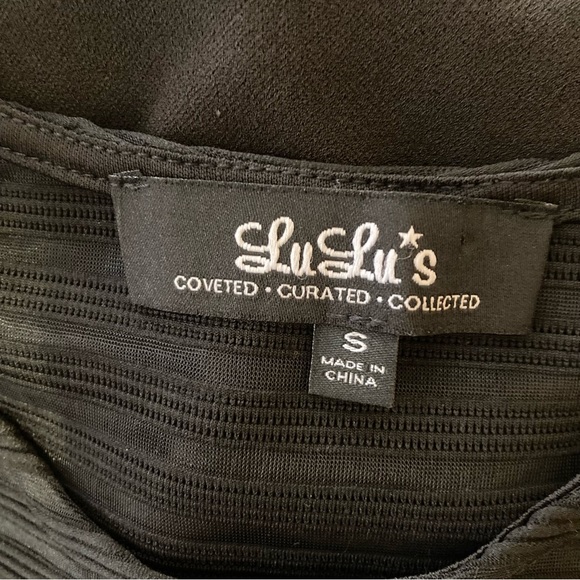 LuLu*s
COVETED • CURATED • COLLECTED
S
MADE IN
CHINA